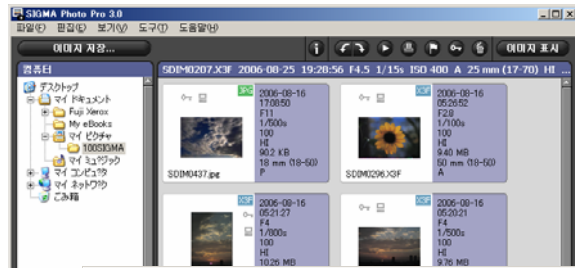 SIGMA Photo Pro 3.0
파일(F) 편집(E) 보기(V) 도구(T) 도움말(H)
이미지 저장...
이미지 표시
컴퓨터
SDIM0207.X3F 2006-08-25 19:28:56 F4.5 1/15s ISO 400 A 25 mm (17-70) HI ...
デスクトップ
マイ ドキュメント
Fuji Xerox
My eBooks
マイ ピクチャ
100SIGMA
マイ ミュージック
マイ コンピュータ
マイ ネットワーク
ごみ箱
JPG
2006-08-16
17:08:50
F11
1/500s
100
HI
90.2 KB
18 mm (18-50)
P
SDIM0437.jpg
X3F
2006-08-16
05:26:52
F2.8
1/100s
100
HI
9.40 MB
50 mm (18-50)
A
SDIM0296.X3F
X3F
2006-08-16
05:21:27
F4
1/800s
100
HI
10.26 MB
X3F
2006-08-16
05:20:21
F4
1/800s
100
HI
9.76 MB